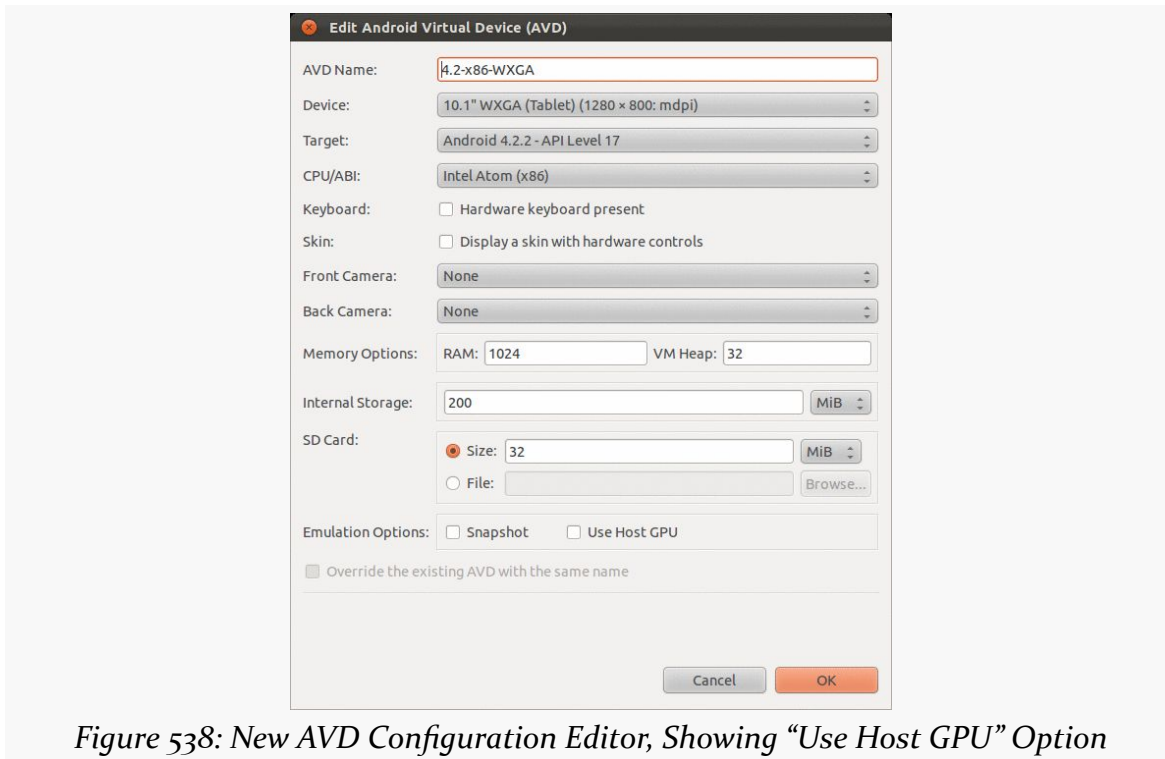 Edit Android Virtual Device (AVD)
AVD Name: 4.2-x86-WXGA
Device: 10.1" WXGA (Tablet) (1280 × 800: mdpi)
Target: Android 4.2.2 - API Level 17
CPU/ABI: Intel Atom (x86)
Keyboard: Hardware keyboard present
Skin: Display a skin with hardware controls
Front Camera: None
Back Camera: None
Memory Options: RAM: 1024 VM Heap: 32
Internal Storage: 200 MiB
SD Card:
Size: 32 MiB
File: Browse...
Emulation Options: Snapshot Use Host GPU
Override the existing AVD with the same name
Cancel OK
Figure 538: New AVD Configuration Editor, Showing “Use Host GPU” Option